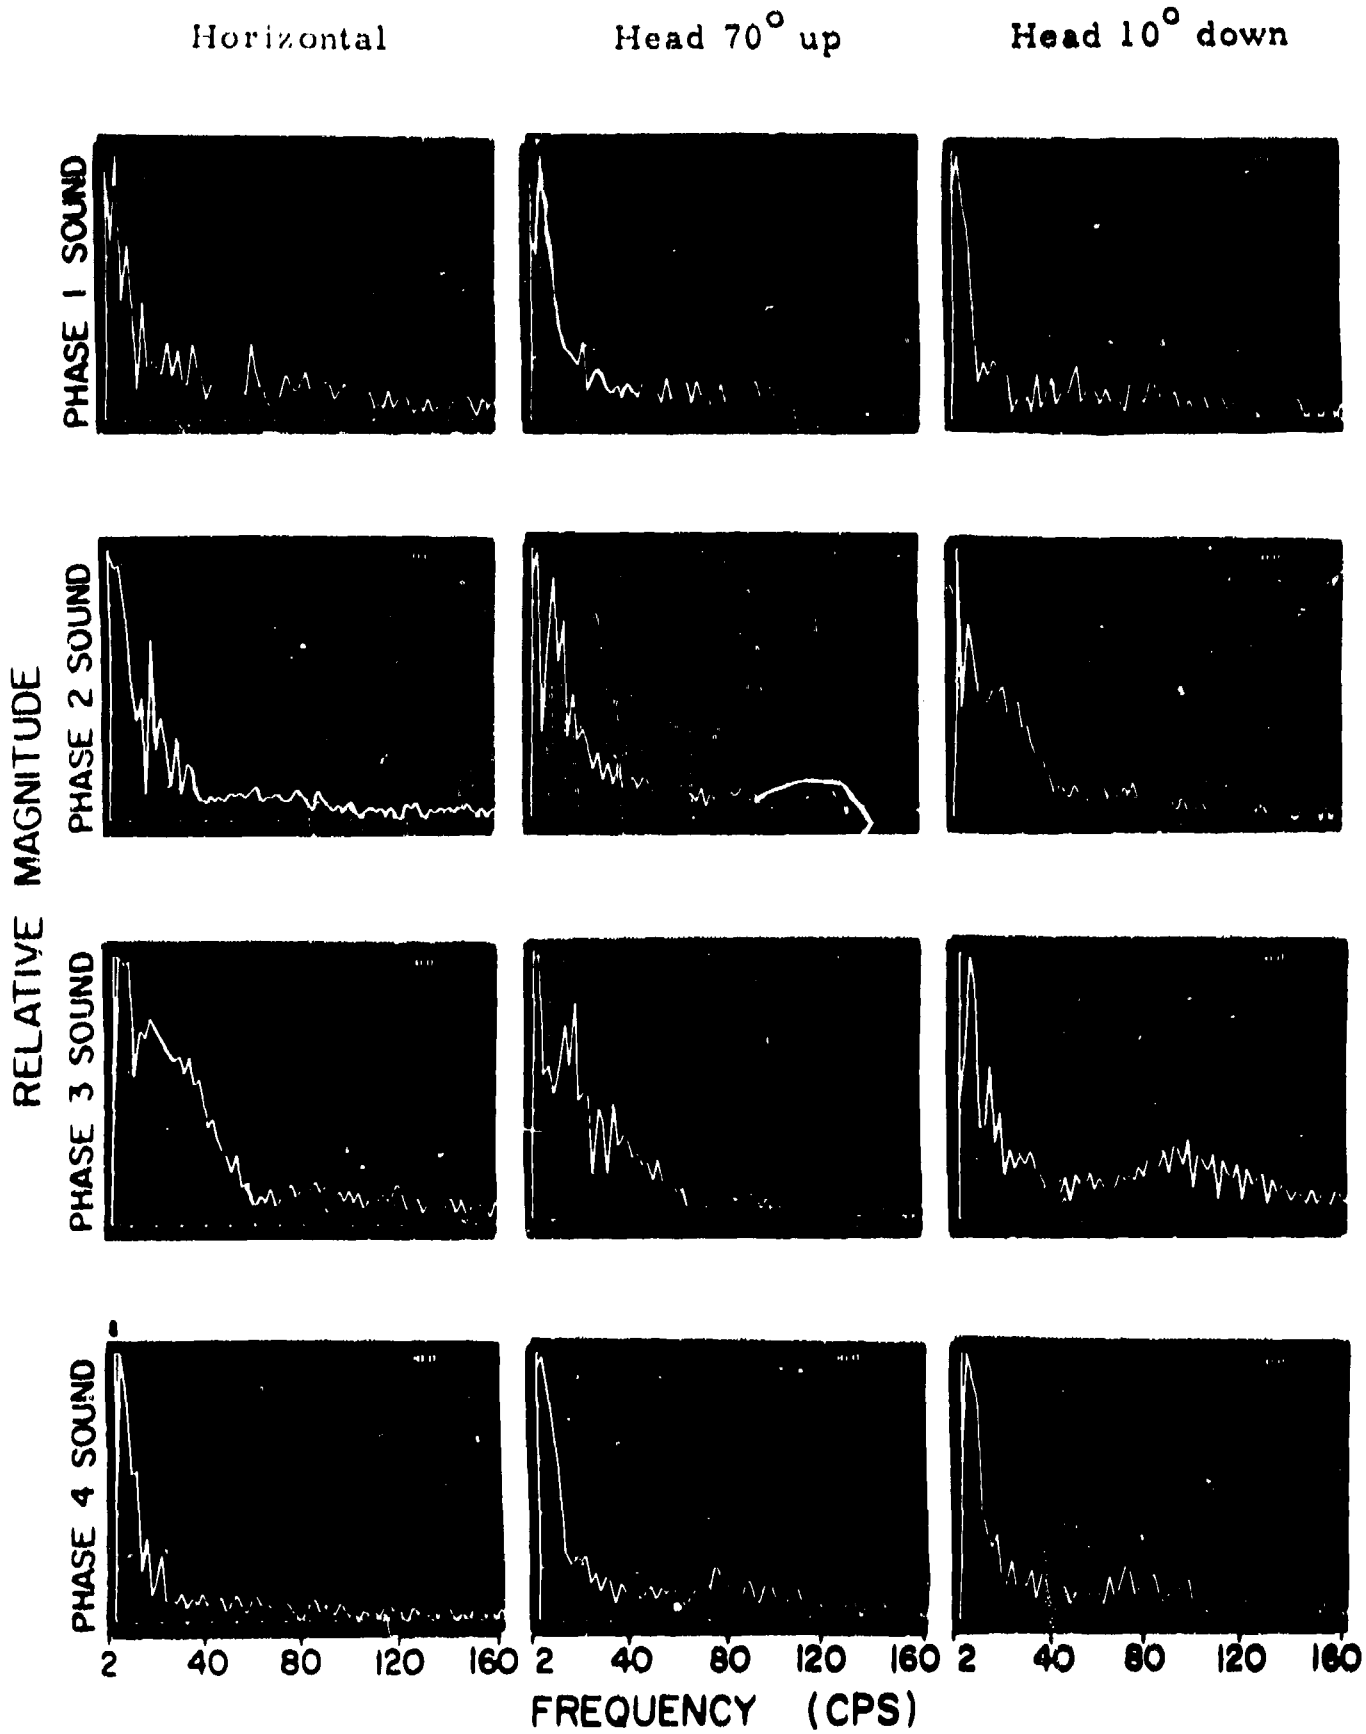 Horizontal
Head 70° up
Head 10° down
RELATIVE MAGNITUDE
PHASE 1 SOUND
PHASE 2 SOUND
PHASE 3 SOUND
PHASE 4 SOUND
2 40 80 120 160
2 40 80 120 160
2 40 80 120 160
FREQUENCY (CPS)